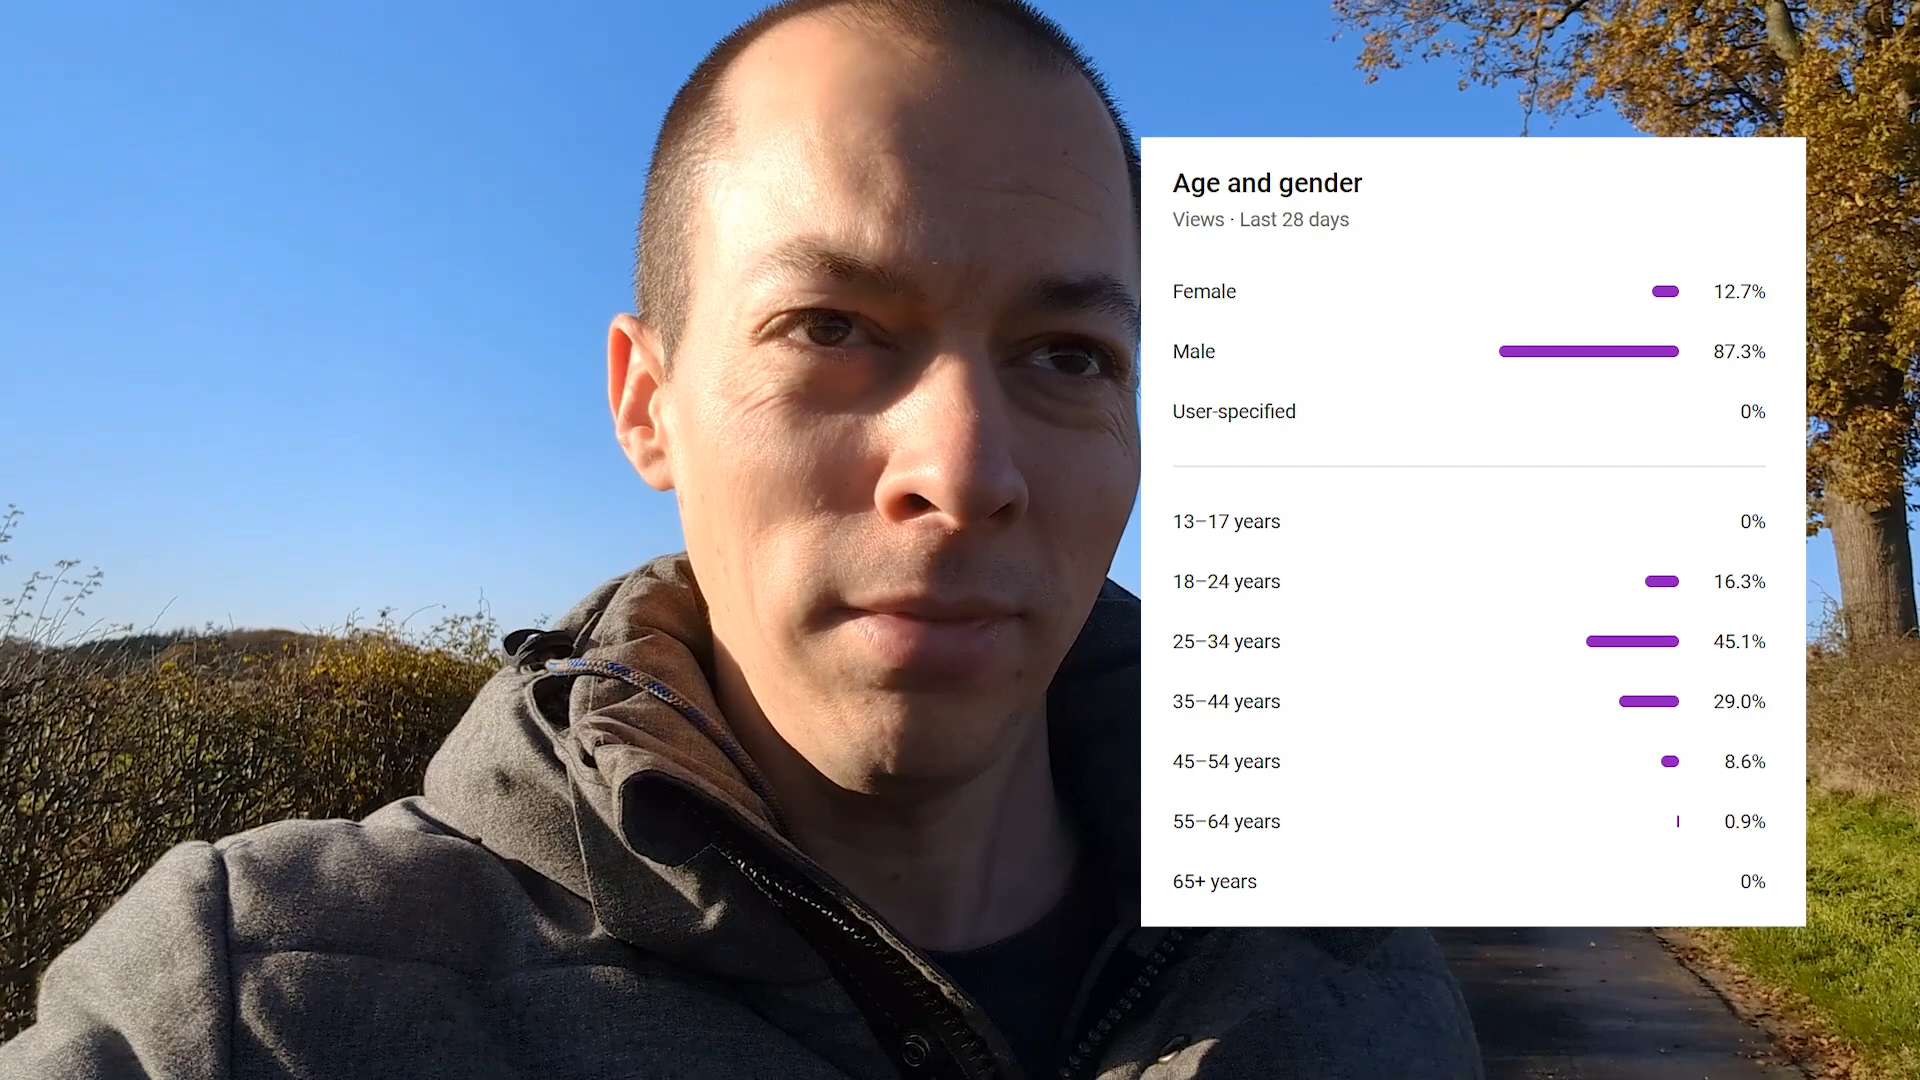 Age and gender
Views · Last 28 days
Female 12.7%
Male 87.3%
User-specified 0%
13–17 years 0%
18–24 years 16.3%
25–34 years 45.1%
35–44 years 29.0%
45–54 years 8.6%
55–64 years 0.9%
65+ years 0%